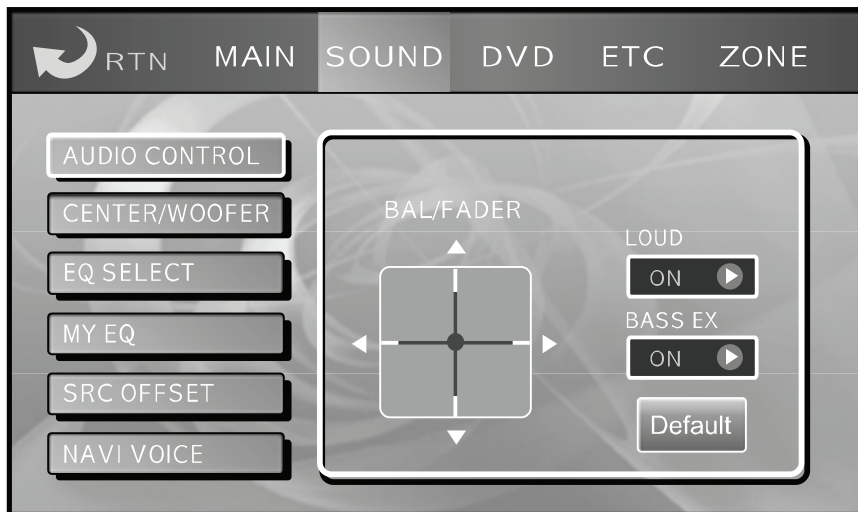 RTN MAIN SOUND DVD ETC ZONE
AUDIO CONTROL
CENTER/WOOFER
EQ SELECT
MY EQ
SRC OFFSET
NAVI VOICE
BAL/FADER
LOUD
ON
BASS EX
ON
Default